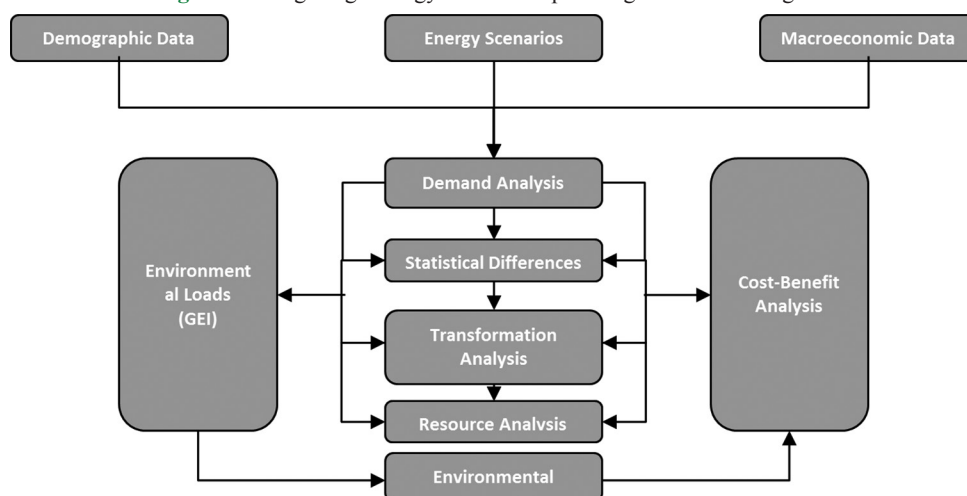 Demographic Data
Energy Scenarios
Macroeconomic Data
Demand Analysis
Statistical Differences
Environment
al Loads
(GEI)
Cost-Benefit
Analysis
Transformation
Analysis
Resource Analysis
Environmental